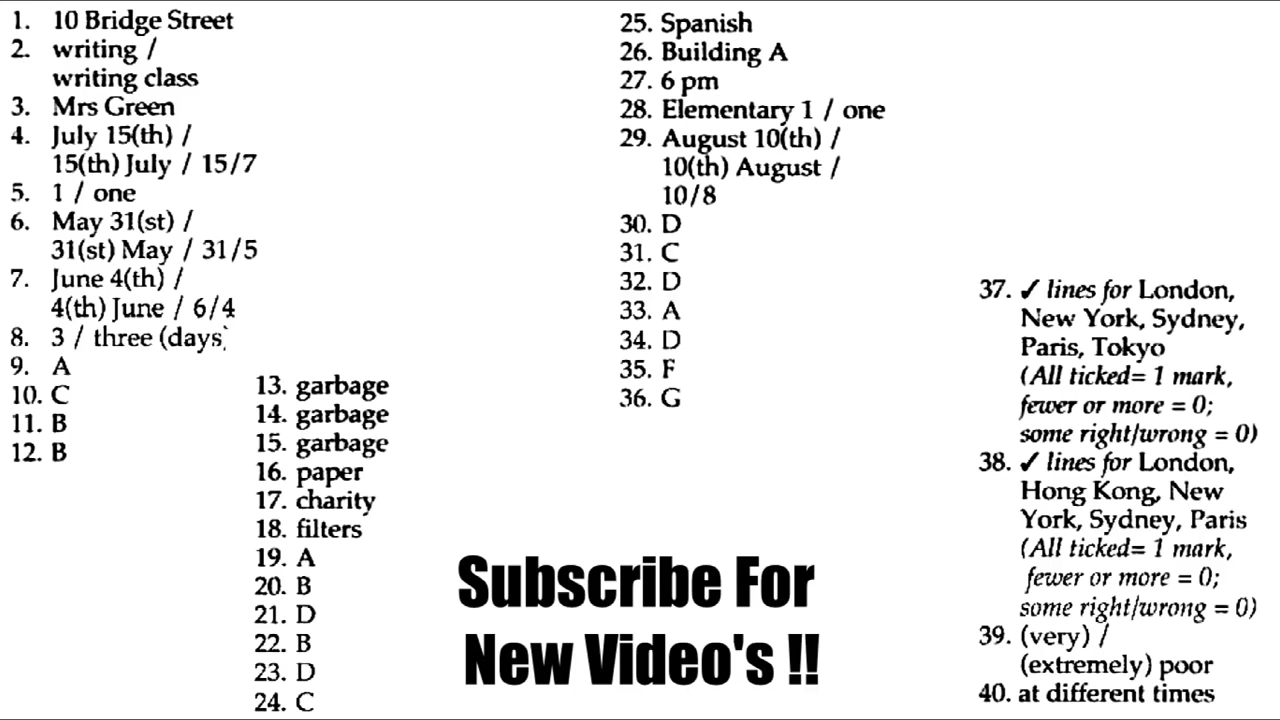 1. 10 Bridge Street
2. writing /
writing class
3. Mrs Green
4. July 15(th) /
15(th) July / 15/7
5. 1 / one
6. May 31(st) /
31(st) May / 31/5
7. June 4(th) /
4(th) June / 6/4
8. 3 / three (days)
9. A
10. C
11. B
12. B
13. garbage
14. garbage
15. garbage
16. paper
17. charity
18. filters
19. A
20. B
21. D
22. B
23. D
24. C
25. Spanish
26. Building A
27. 6 pm
28. Elementary 1 / one
29. August 10(th) /
10(th) August /
10/8
30. D
31. C
32. D
33. A
34. D
35. F
36. G
37. ✓ lines for London,
New York, Sydney,
Paris, Tokyo
(All ticked= 1 mark,
fewer or more = 0;
some right/wrong = 0)
38. ✓ lines for London,
Hong Kong, New
York, Sydney, Paris
(All ticked= 1 mark,
fewer or more = 0;
some right/wrong = 0)
39. (very) /
(extremely) poor
40. at different times
Subscribe For
New Video's !!